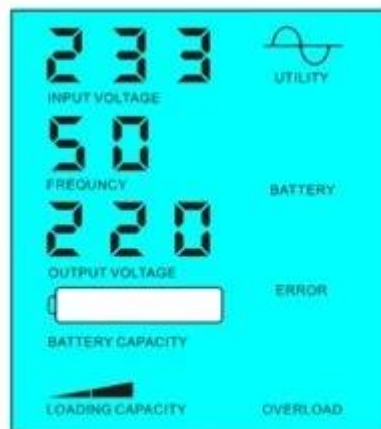 233
UTILITY
INPUT VOLTAGE
50
FREQUNCY
BATTERY
220
OUTPUT VOLTAGE
ERROR
BATTERY CAPACITY
LOADING CAPACITY
OVERLOAD